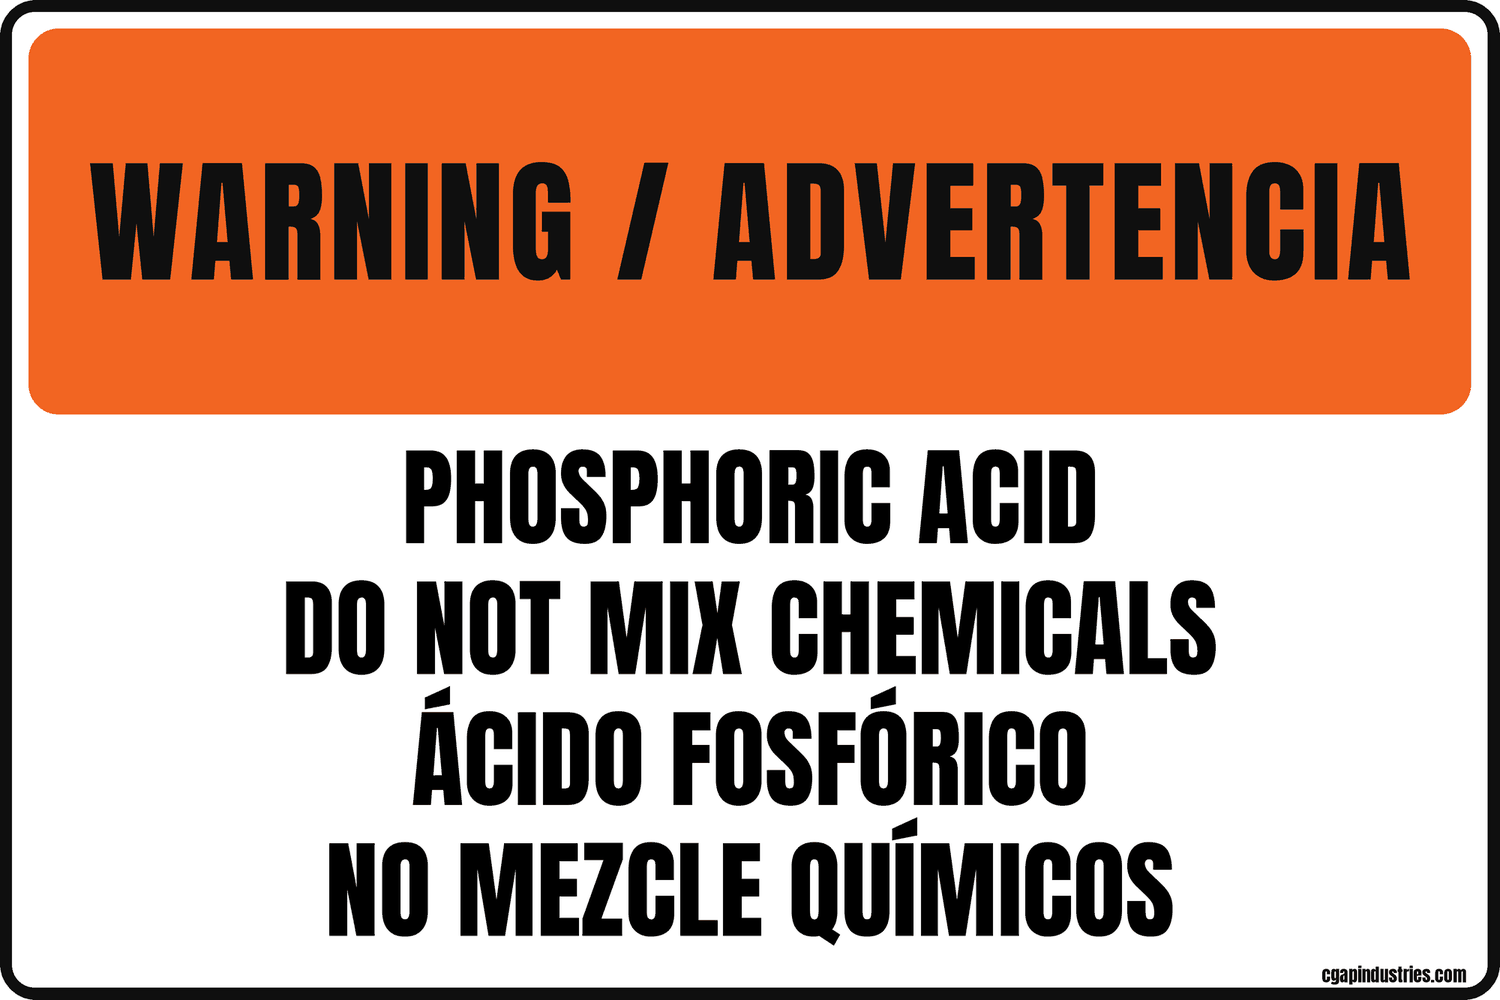 WARNING / ADVERTENCIA
PHOSPHORIC ACID
DO NOT MIX CHEMICALS
ÁCIDO FOSFÓRICO
NO MEZCLE QUÍMICOS
cgapindustries.com